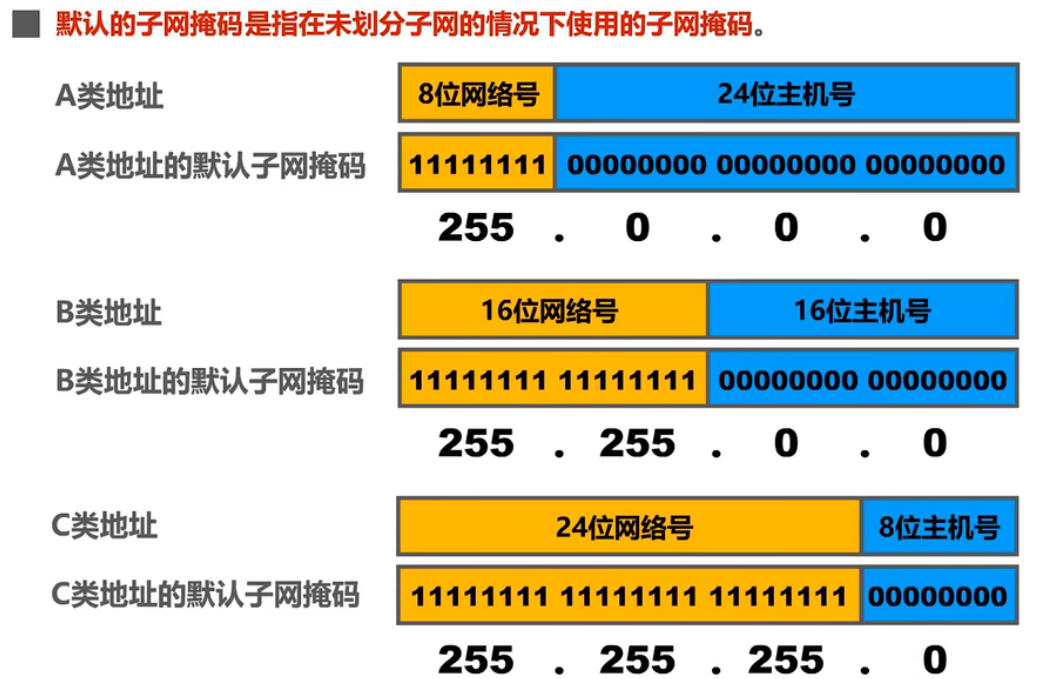 默认的子网掩码是指在未划分子网的情况下使用的子网掩码。
A类地址 8位网络号 24位主机号
A类地址的默认子网掩码 11111111 00000000 00000000 00000000
255 . 0 . 0 . 0
B类地址 16位网络号 16位主机号
B类地址的默认子网掩码 11111111 11111111 00000000 00000000
255 . 255 . 0 . 0
C类地址 24位网络号 8位主机号
C类地址的默认子网掩码 11111111 11111111 11111111 00000000
255 . 255 . 255 . 0